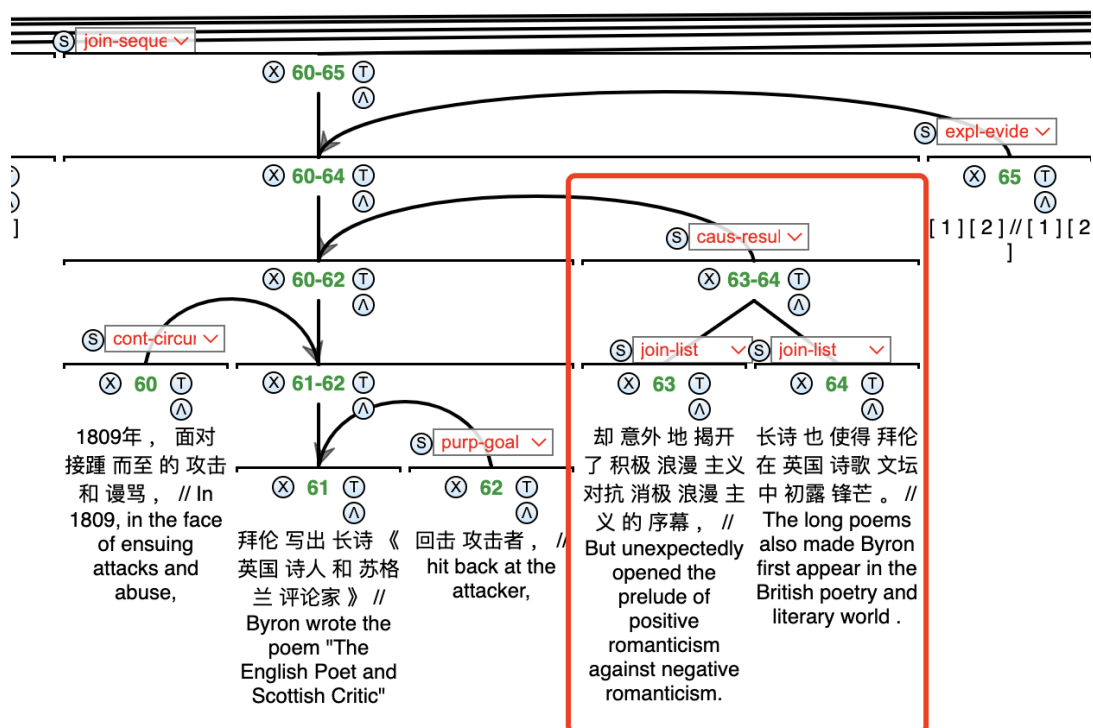 join-seque
60-65
X
T
Λ
expl-evide
60-64
X
T
Λ
65
X
T
Λ
[ 1 ] [ 2 ] // [ 1 ] [ 2
]
]
S
caus-resul
60-62
X
T
Λ
63-64
X
T
Λ
S
cont-circui
S
join-list
S
join-list
X
60
T
Λ
1809年 ， 面对
接踵 而至 的 攻击
和 谩骂 ， // In
1809, in the face
of ensuing
attacks and
abuse,
X
61-62
T
Λ
S
purp-goal
X
61
T
Λ
拜伦 写出 长诗 《
英国 诗人 和 苏格
兰 评论家 》 //
Byron wrote the
poem "The
English Poet and
Scottish Critic"
X
62
T
Λ
回击 攻击者 ， //
hit back at the
attacker,
X
63
T
Λ
却 意外 地 揭开
了 积极 浪漫 主义
对抗 消极 浪漫 主
义 的 序幕 ， //
But unexpectedly
opened the
prelude of
positive
romanticism
against negative
romanticism.
X
64
T
Λ
长诗 也 使得 拜伦
在 英国 诗歌 文坛
中 初露 锋芒 。 //
The long poems
also made Byron
first appear in the
British poetry and
literary world .